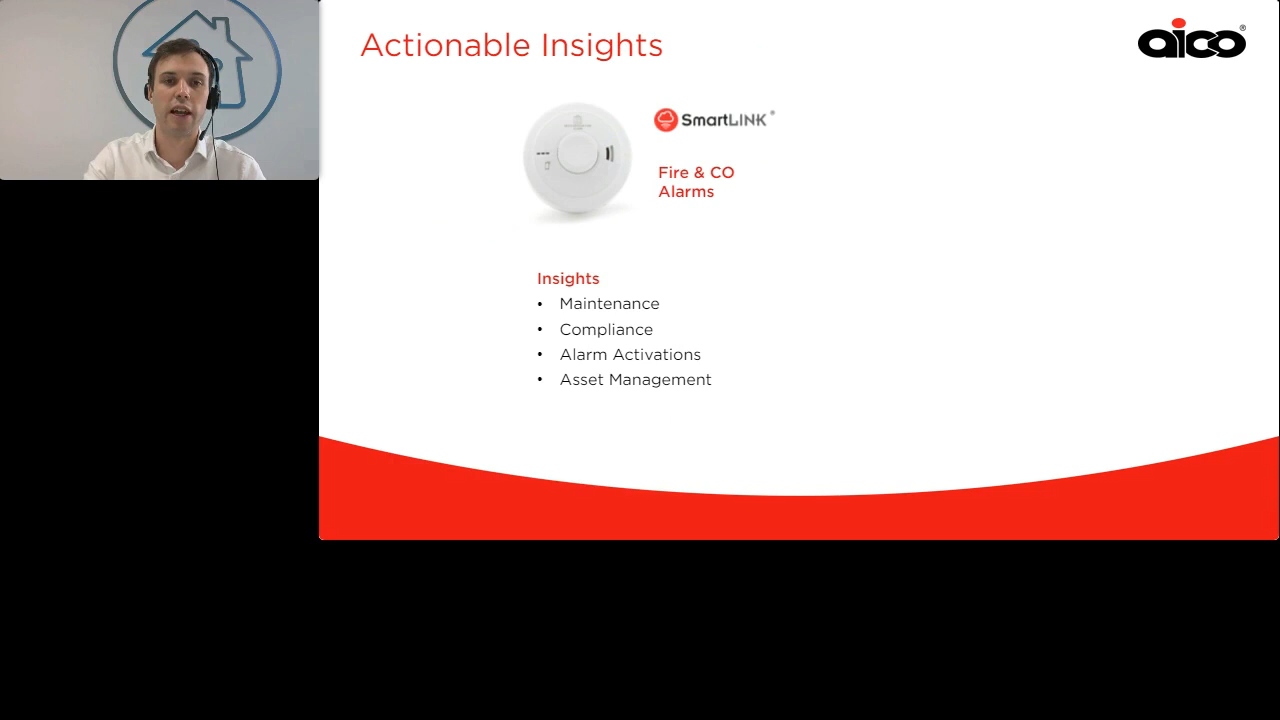 Actionable Insights
aico®
SmartLINK®
Fire & CO
Alarms
Insights
• Maintenance
• Compliance
• Alarm Activations
• Asset Management